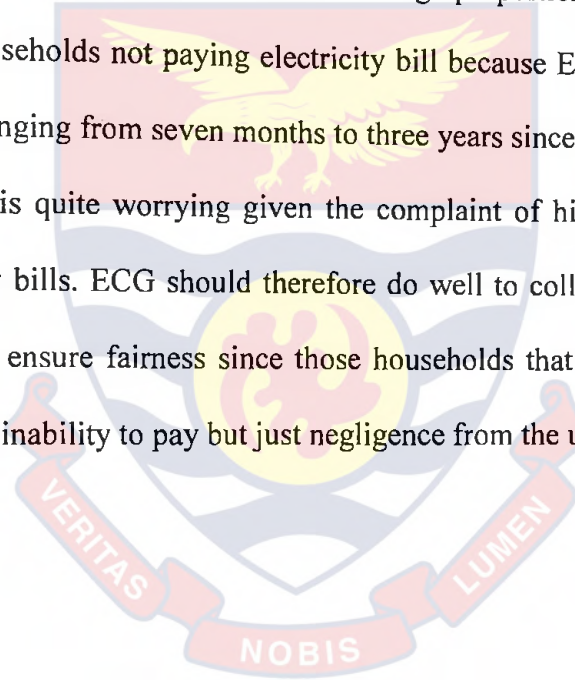 seholds not paying electricity bill because E
nging from seven months to three years since
is quite worrying given the complaint of hi
bills. ECG should therefore do well to coll
ensure fairness since those households that
inability to pay but just negligence from the u
VERITAS
NOBIS
LUMEN